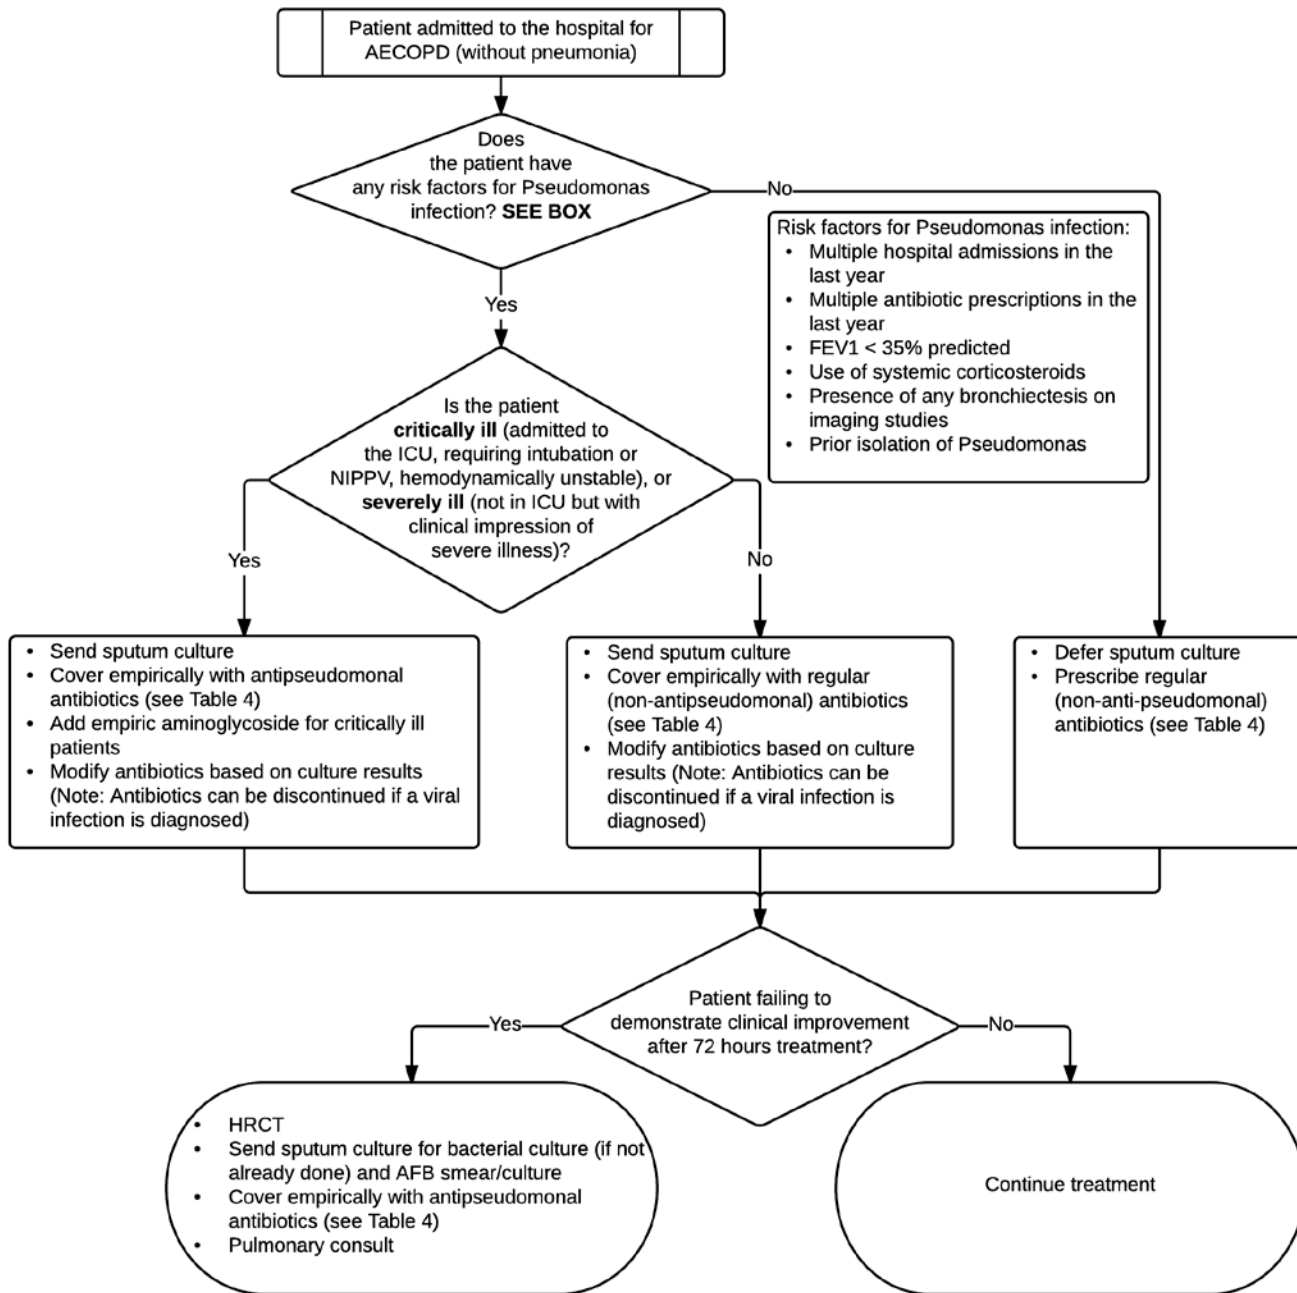 Patient admitted to the hospital for
AECOPD (without pneumonia)
Does
the patient have
any risk factors for Pseudomonas
infection? SEE BOX
No
Risk factors for Pseudomonas infection:
• Multiple hospital admissions in the
last year
• Multiple antibiotic prescriptions in the
last year
• FEV1 < 35% predicted
• Use of systemic corticosteroids
• Presence of any bronchiectesis on
imaging studies
• Prior isolation of Pseudomonas
Yes
Is the patient
critically ill (admitted to
the ICU, requiring intubation or
NIPPV, hemodynamically unstable), or
severely ill (not in ICU but with
clinical impression of
severe illness)?
Yes
No
• Send sputum culture
• Cover empirically with antipseudomonal
antibiotics (see Table 4)
• Add empiric aminoglycoside for critically ill
patients
• Modify antibiotics based on culture results
(Note: Antibiotics can be discontinued if a viral
infection is diagnosed)
• Send sputum culture
• Cover empirically with regular
(non-antipseudomonal) antibiotics
(see Table 4)
• Modify antibiotics based on culture
results (Note: Antibiotics can be
discontinued if a viral infection is
diagnosed)
• Defer sputum culture
• Prescribe regular
(non-anti-pseudomonal)
antibiotics (see Table 4)
Patient failing to
demonstrate clinical improvement
after 72 hours treatment?
Yes
No
• HRCT
• Send sputum culture for bacterial culture (if not
already done) and AFB smear/culture
• Cover empirically with antipseudomonal
antibiotics (see Table 4)
• Pulmonary consult
Continue treatment